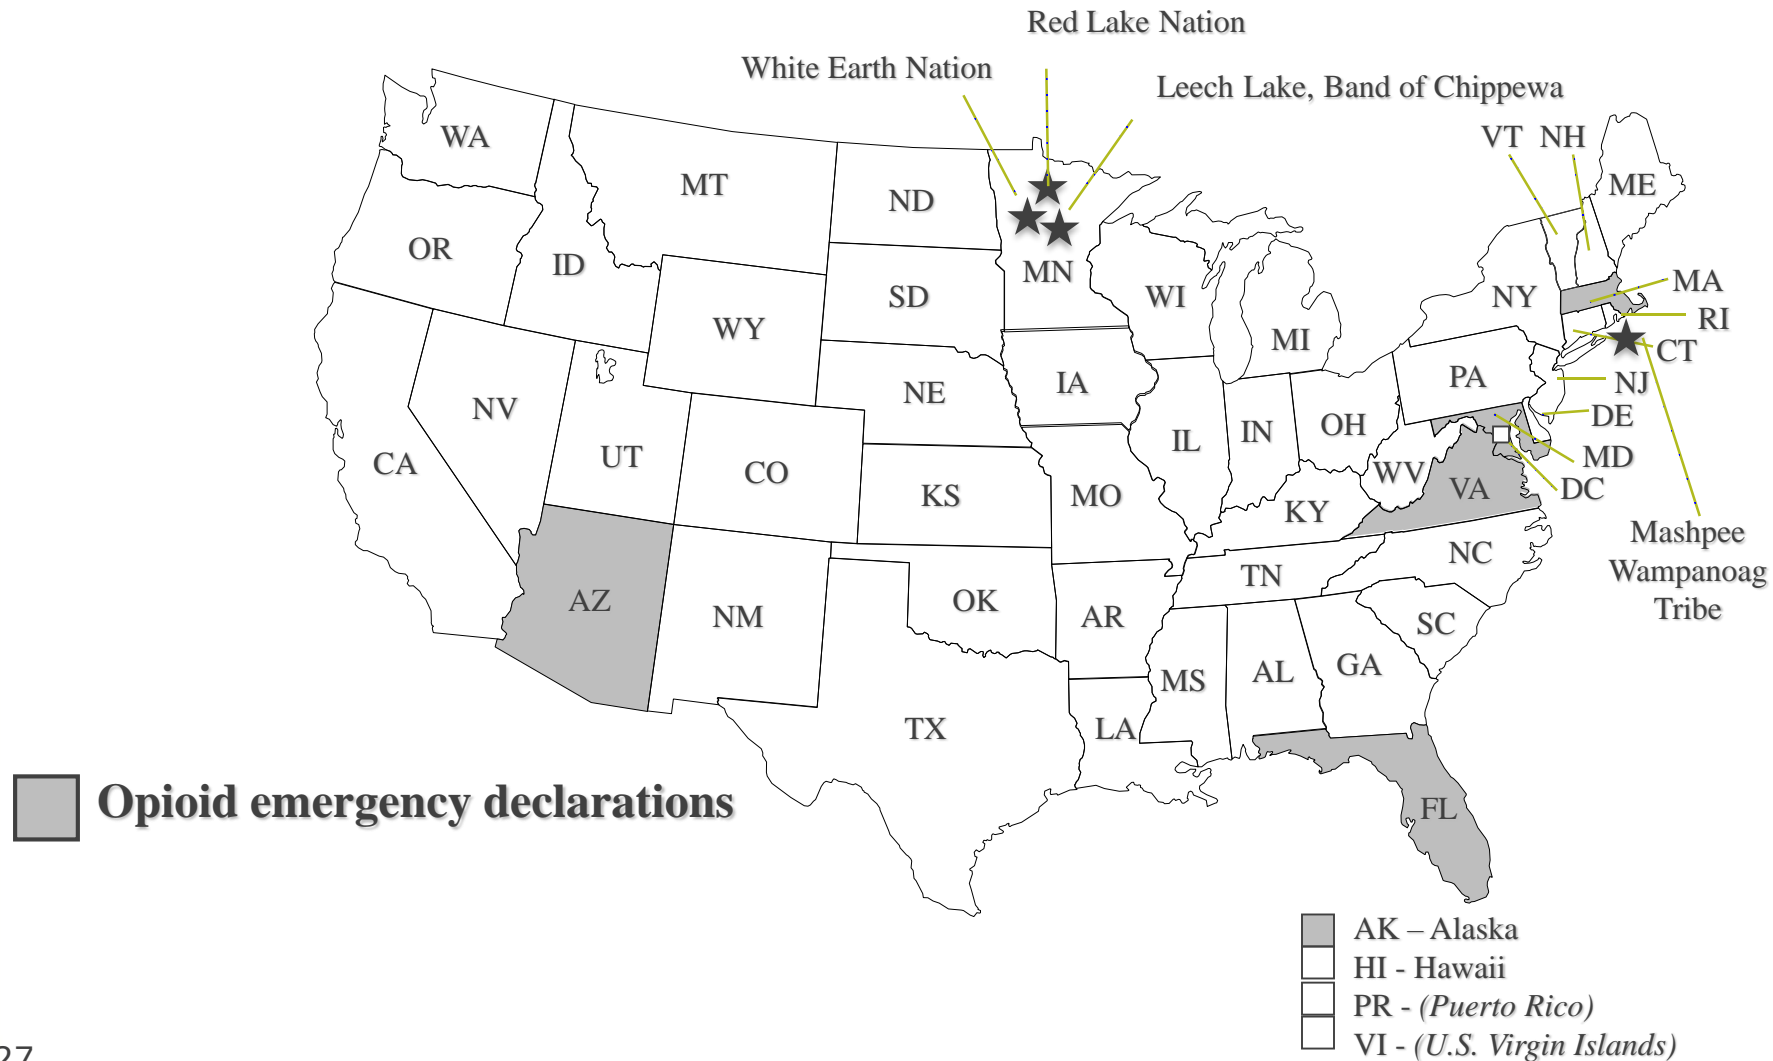 Red Lake Nation
White Earth Nation
Leech Lake, Band of Chippewa
VT NH
WA
MT
ND
ME
OR
ID
MN
SD
WI
NY
MA
RI
WY
MI
CT
PA
NJ
NE
IA
DE
NV
IL
IN
OH
MD
CA
UT
CO
KS
MO
WV
VA
DC
KY
Mashpee
Wampanoag
Tribe
NC
AZ
NM
OK
AR
TN
SC
MS
AL
GA
TX
LA
Opioid emergency declarations
FL
AK – Alaska
HI - Hawaii
PR - (Puerto Rico)
VI - (U.S. Virgin Islands)
27